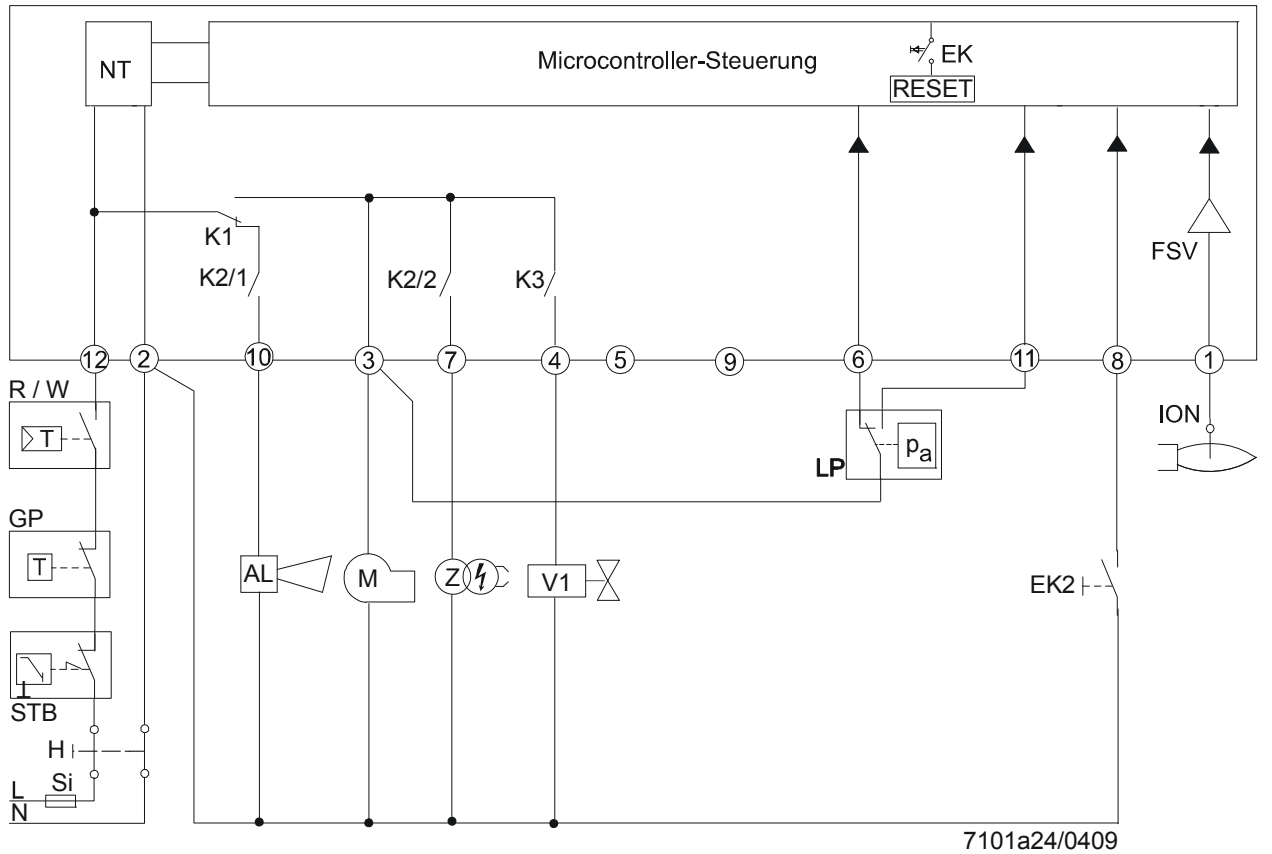 NT
Microcontroller-Steuerung
EK
RESET
K1
K2/1
K2/2
K3
FSV
12
2
10
3
7
4
5
9
6
11
8
1
R / W
T
ION
LP
pa
GP
T
AL
M
Z
V1
EK2
STB
H
L
Si
N
7101a24/0409